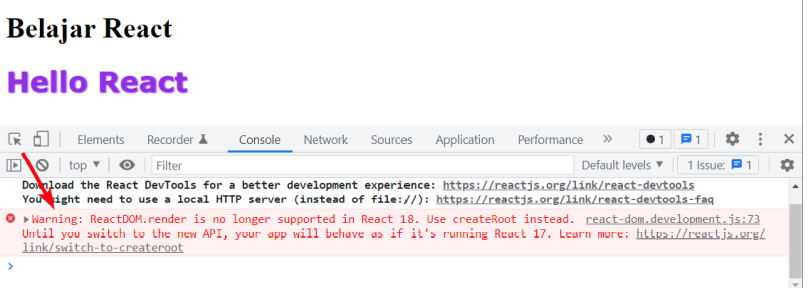 Belajar React
Hello React
Elements Recorder Console Network Sources Application Performance » 1 1
top ▼ Filter Default levels ▼ 1 Issue: 1
Download the React DevTools for a better development experience: https://reactjs.org/link/react-devtools
You might need to use a local HTTP server (instead of file://): https://reactjs.org/link/react-devtools-faq
Warning: ReactDOM.render is no longer supported in React 18. Use createRoot instead. react-dom.development.js:73
Until you switch to the new API, your app will behave as if it's running React 17. Learn more: https://reactjs.org/
link/switch-to-createroot